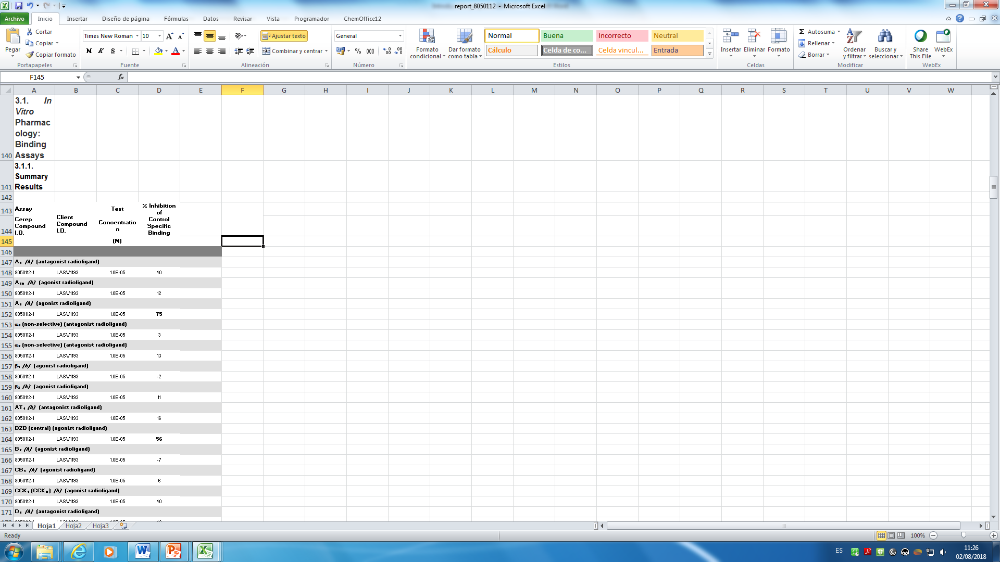 report_8050112 - Microsoft Excel
Archivo Inicio Insertar Diseño de página Fórmulas Datos Revisar Vista Programador ChemOffice12
Pegar
Cortar
Copiar
Copiar formato
Portapapeles
Times New Roman 10
N K S
Fuente
Ajustar texto
Combinar y centrar
Alineación
General
% 000
Número
Formato condicional
Dar formato como tabla
Normal Buena Incorrecto Neutral
Cálculo Celda de co... Celda vincul... Entrada
Estilos
Insertar Eliminar Formato
Celdas
Autosuma
Rellenar
Borrar
Ordenar y filtrar
Buscar y seleccionar
Modificar
Share This File
WebEx
WebEx
F145 fx
A B C D E F G H I J K L M N O P Q R S T U V W
3.1. In
Vitro
Pharmac
ology:
Binding
140 Assays
3.1.1.
Summary
141 Results
142
143 Assay Test % Inhibition of
144 Cerep Compound I.D. Client Compound I.D. Concentratio n Control Specific Binding
145 (M)
146
147 A₁ (h) (antagonist radioligand)
148 8050112-1 LASW1193 1.0E-05 40
149 A₂ₐ (h) (agonist radioligand)
150 8050112-1 LASW1193 1.0E-05 12
151 A₃ (h) (agonist radioligand)
152 8050112-1 LASW1193 1.0E-05 75
153 α₁ (non-selective) (antagonist radioligand)
154 8050112-1 LASW1193 1.0E-05 3
155 α₂ (non-selective) (antagonist radioligand)
156 8050112-1 LASW1193 1.0E-05 13
157 β₁ (h) (agonist radioligand)
158 8050112-1 LASW1193 1.0E-05 -2
159 β₂ (h) (agonist radioligand)
160 8050112-1 LASW1193 1.0E-05 11
161 AT₁ (h) (antagonist radioligand)
162 8050112-1 LASW1193 1.0E-05 16
163 BZD (central) (agonist radioligand)
164 8050112-1 LASW1193 1.0E-05 56
165 B₂ (h) (agonist radioligand)
166 8050112-1 LASW1193 1.0E-05 -7
167 CB₁ (h) (agonist radioligand)
168 8050112-1 LASW1193 1.0E-05 6
169 CCK₁ (CCKₐ) (h) (agonist radioligand)
170 8050112-1 LASW1193 1.0E-05 40
171 D₁ (h) (antagonist radioligand)
Hoja1 Hoja2 Hoja3
Ready 100%
ES 11:26
02/08/2018